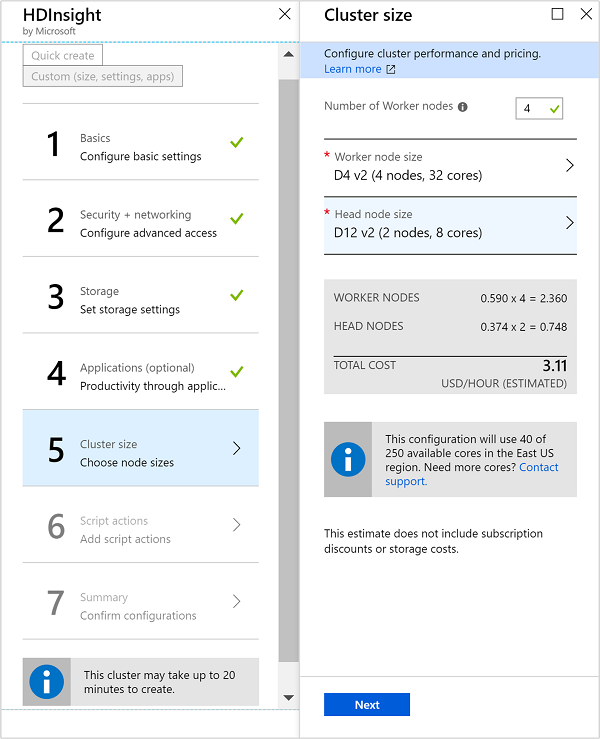 HDInsight
by Microsoft
Quick create
Custom (size, settings, apps)
1
Basics
Configure basic settings
2
Security + networking
Configure advanced access
3
Storage
Set storage settings
4
Applications (optional)
Productivity through applic...
5
Cluster size
Choose node sizes
6
Script actions
Add script actions
7
Summary
Confirm configurations
This cluster may take up to 20
minutes to create.
Cluster size
Configure cluster performance and pricing.
Learn more
Number of Worker nodes
4
* Worker node size
D4 v2 (4 nodes, 32 cores)
* Head node size
D12 v2 (2 nodes, 8 cores)
WORKER NODES 0.590 x 4 = 2.360
HEAD NODES 0.374 x 2 = 0.748
TOTAL COST 3.11
USD/HOUR (ESTIMATED)
This configuration will use 40 of
250 available cores in the East US
region. Need more cores? Contact
support.
This estimate does not include subscription
discounts or storage costs.
Next